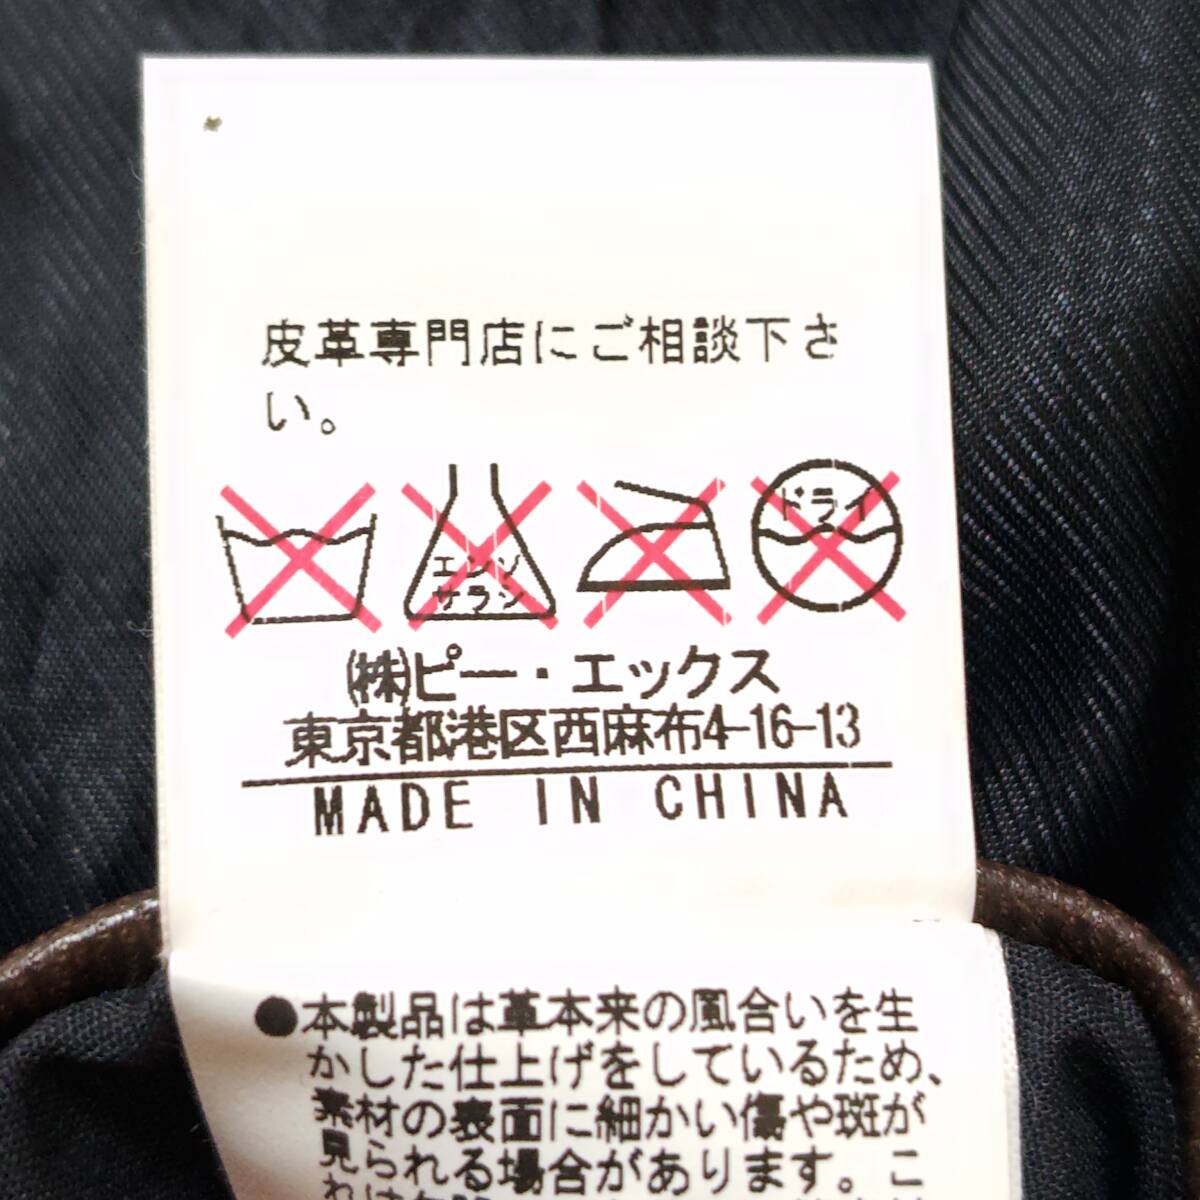 皮革専門店にご相談下さ
い。
エンソ
サラン
ドライ
(株)ピー・エックス
東京都港区西麻布4-16-13
MADE IN CHINA
●本製品は革本来の風合いを生
かした仕上げをしているため、
素材の表面に細かい傷や斑が
見られる場合があります。こ